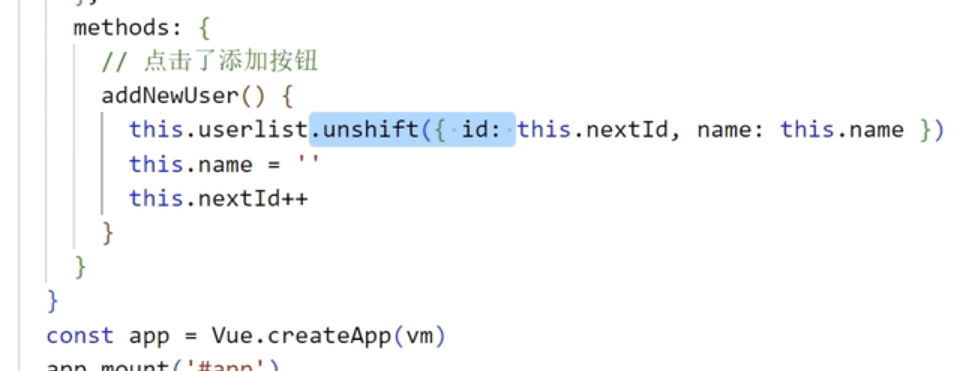 },
methods: {
// 点击了添加按钮
addNewUser() {
this.userlist.unshift({ id: this.nextId, name: this.name })
this.name = ''
this.nextId++
}
}
}
const app = Vue.createApp(vm)
app.mount('#app')